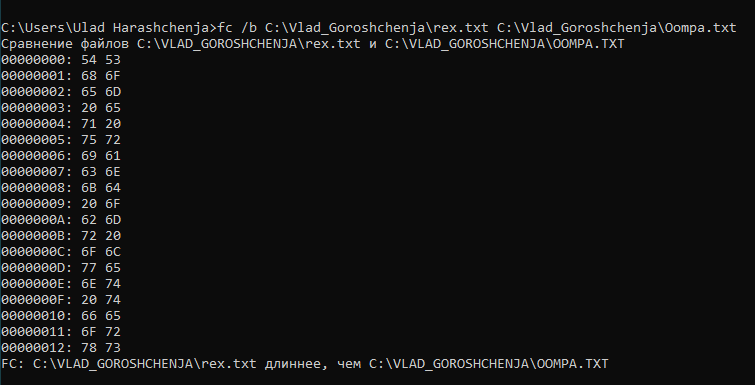 C:\Users\Ulad Harashchenja>fc /b C:\Vlad_Goroshchenja\rex.txt C:\Vlad_Goroshchenja\Oompa.txt
Сравнение файлов C:\VLAD_GOROSHCHENJA\rex.txt и C:\VLAD_GOROSHCHENJA\OOMPA.TXT
00000000: 54 53
00000001: 68 6F
00000002: 65 6D
00000003: 20 65
00000004: 71 20
00000005: 75 72
00000006: 69 61
00000007: 63 6E
00000008: 6B 64
00000009: 20 6F
0000000A: 62 6D
0000000B: 72 20
0000000C: 6F 6C
0000000D: 77 65
0000000E: 6E 74
0000000F: 20 74
00000010: 66 65
00000011: 6F 72
00000012: 78 73
FC: C:\VLAD_GOROSHCHENJA\rex.txt длиннее, чем C:\VLAD_GOROSHCHENJA\OOMPA.TXT